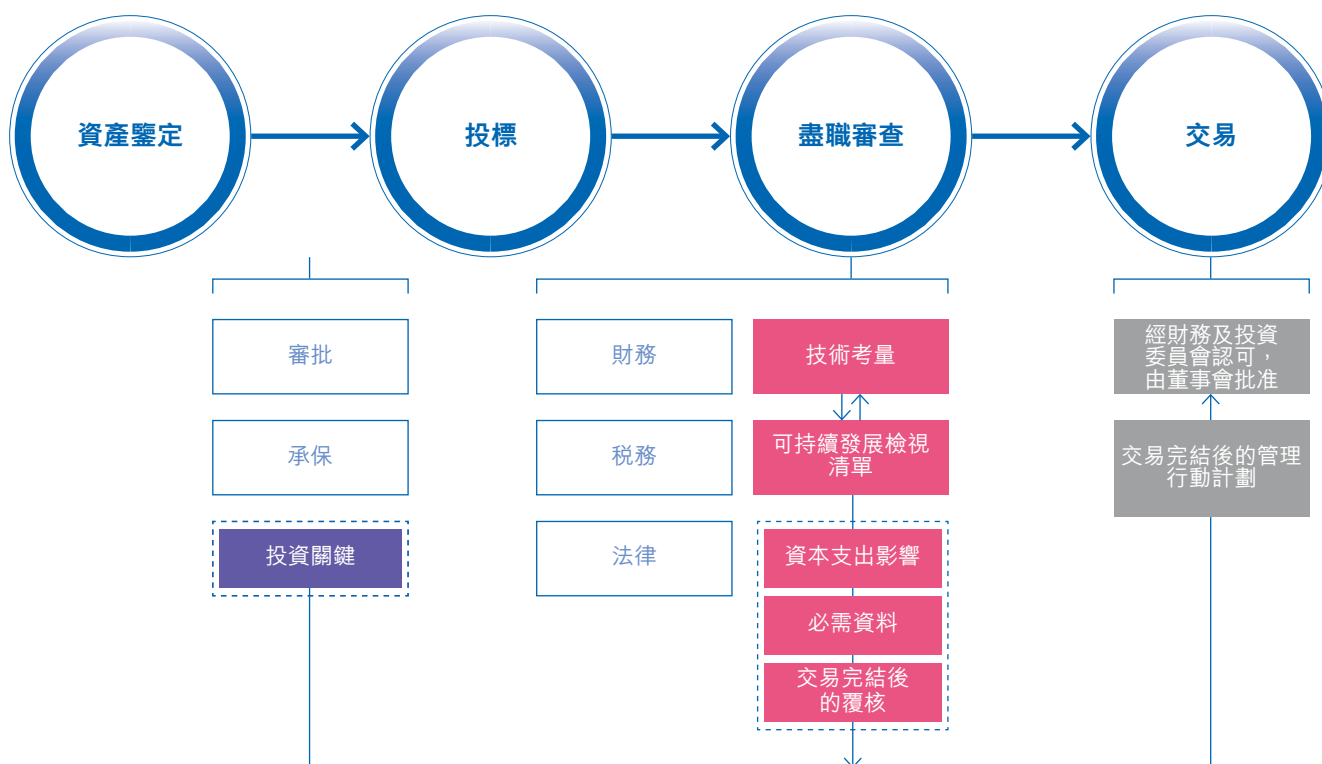 資產鑒定
投標
盡職審查
交易
審批
承保
投資關鍵
財務
税務
法律
技術考量
可持續發展檢視
清單
資本支出影響
必需資料
交易完結後
的覆核
經財務及投資
委員會認可，
由董事會批准
交易完結後的管理
行動計劃